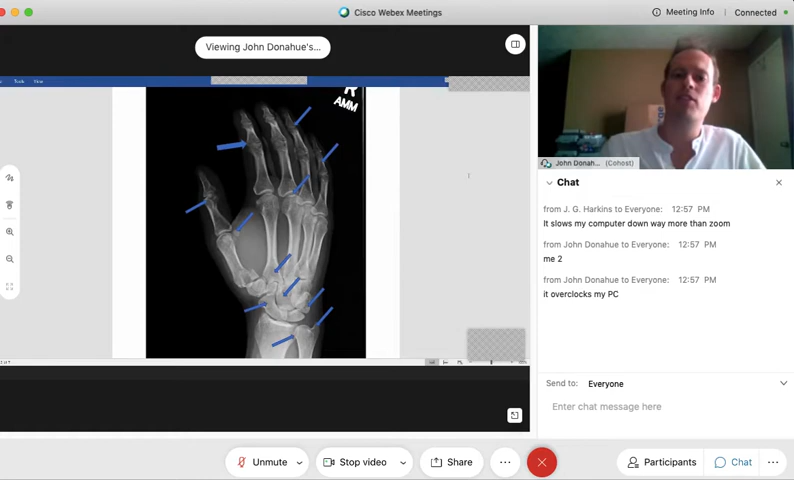 Cisco Webex Meetings
Meeting Info
Connected
Viewing John Donahue's...
Tools
View
R
AMM
John Donah... (Cohost)
Chat
from J. G. Harkins to Everyone: 12:57 PM
It slows my computer down way more than zoom
from John Donahue to Everyone: 12:57 PM
me 2
from John Donahue to Everyone: 12:57 PM
it overclocks my PC
Send to: Everyone
Enter chat message here
Unmute
Stop video
Share
Participants
Chat